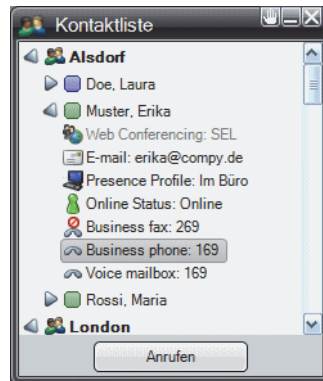 Kontaktliste
Alsdorf
Doe, Laura
Muster, Erika
Web Conferencing: SEL
E-mail: erika@compy.de
Presence Profile: Im Büro
Online Status: Online
Business fax: 269
Business phone: 169
Voice mailbox: 169
Rossi, Maria
London
Anrufen